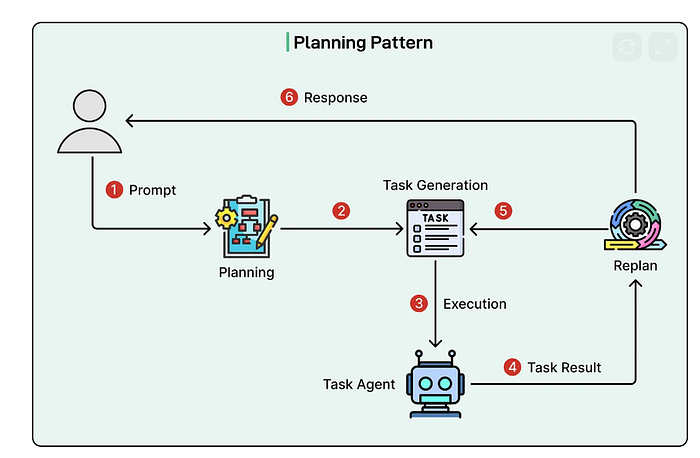 Planning Pattern
6 Response
1 Prompt
Task Generation
2
TASK
5
Planning
Replan
3 Execution
Task Agent
4 Task Result